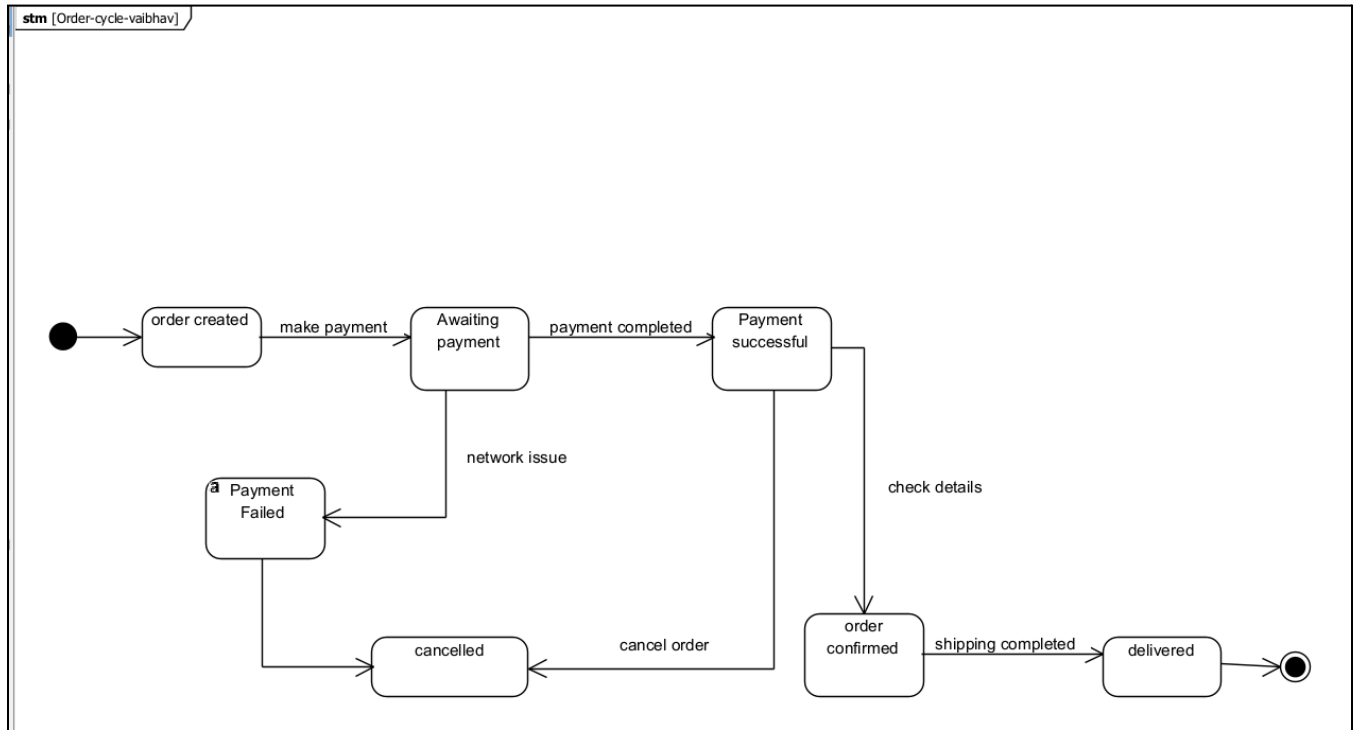 stm [Order-cycle-vaibhav]
order created
make payment
Awaiting
payment
payment completed
Payment
successful
network issue
check details
a
Payment
Failed
cancelled
cancel order
order
confirmed
shipping completed
delivered